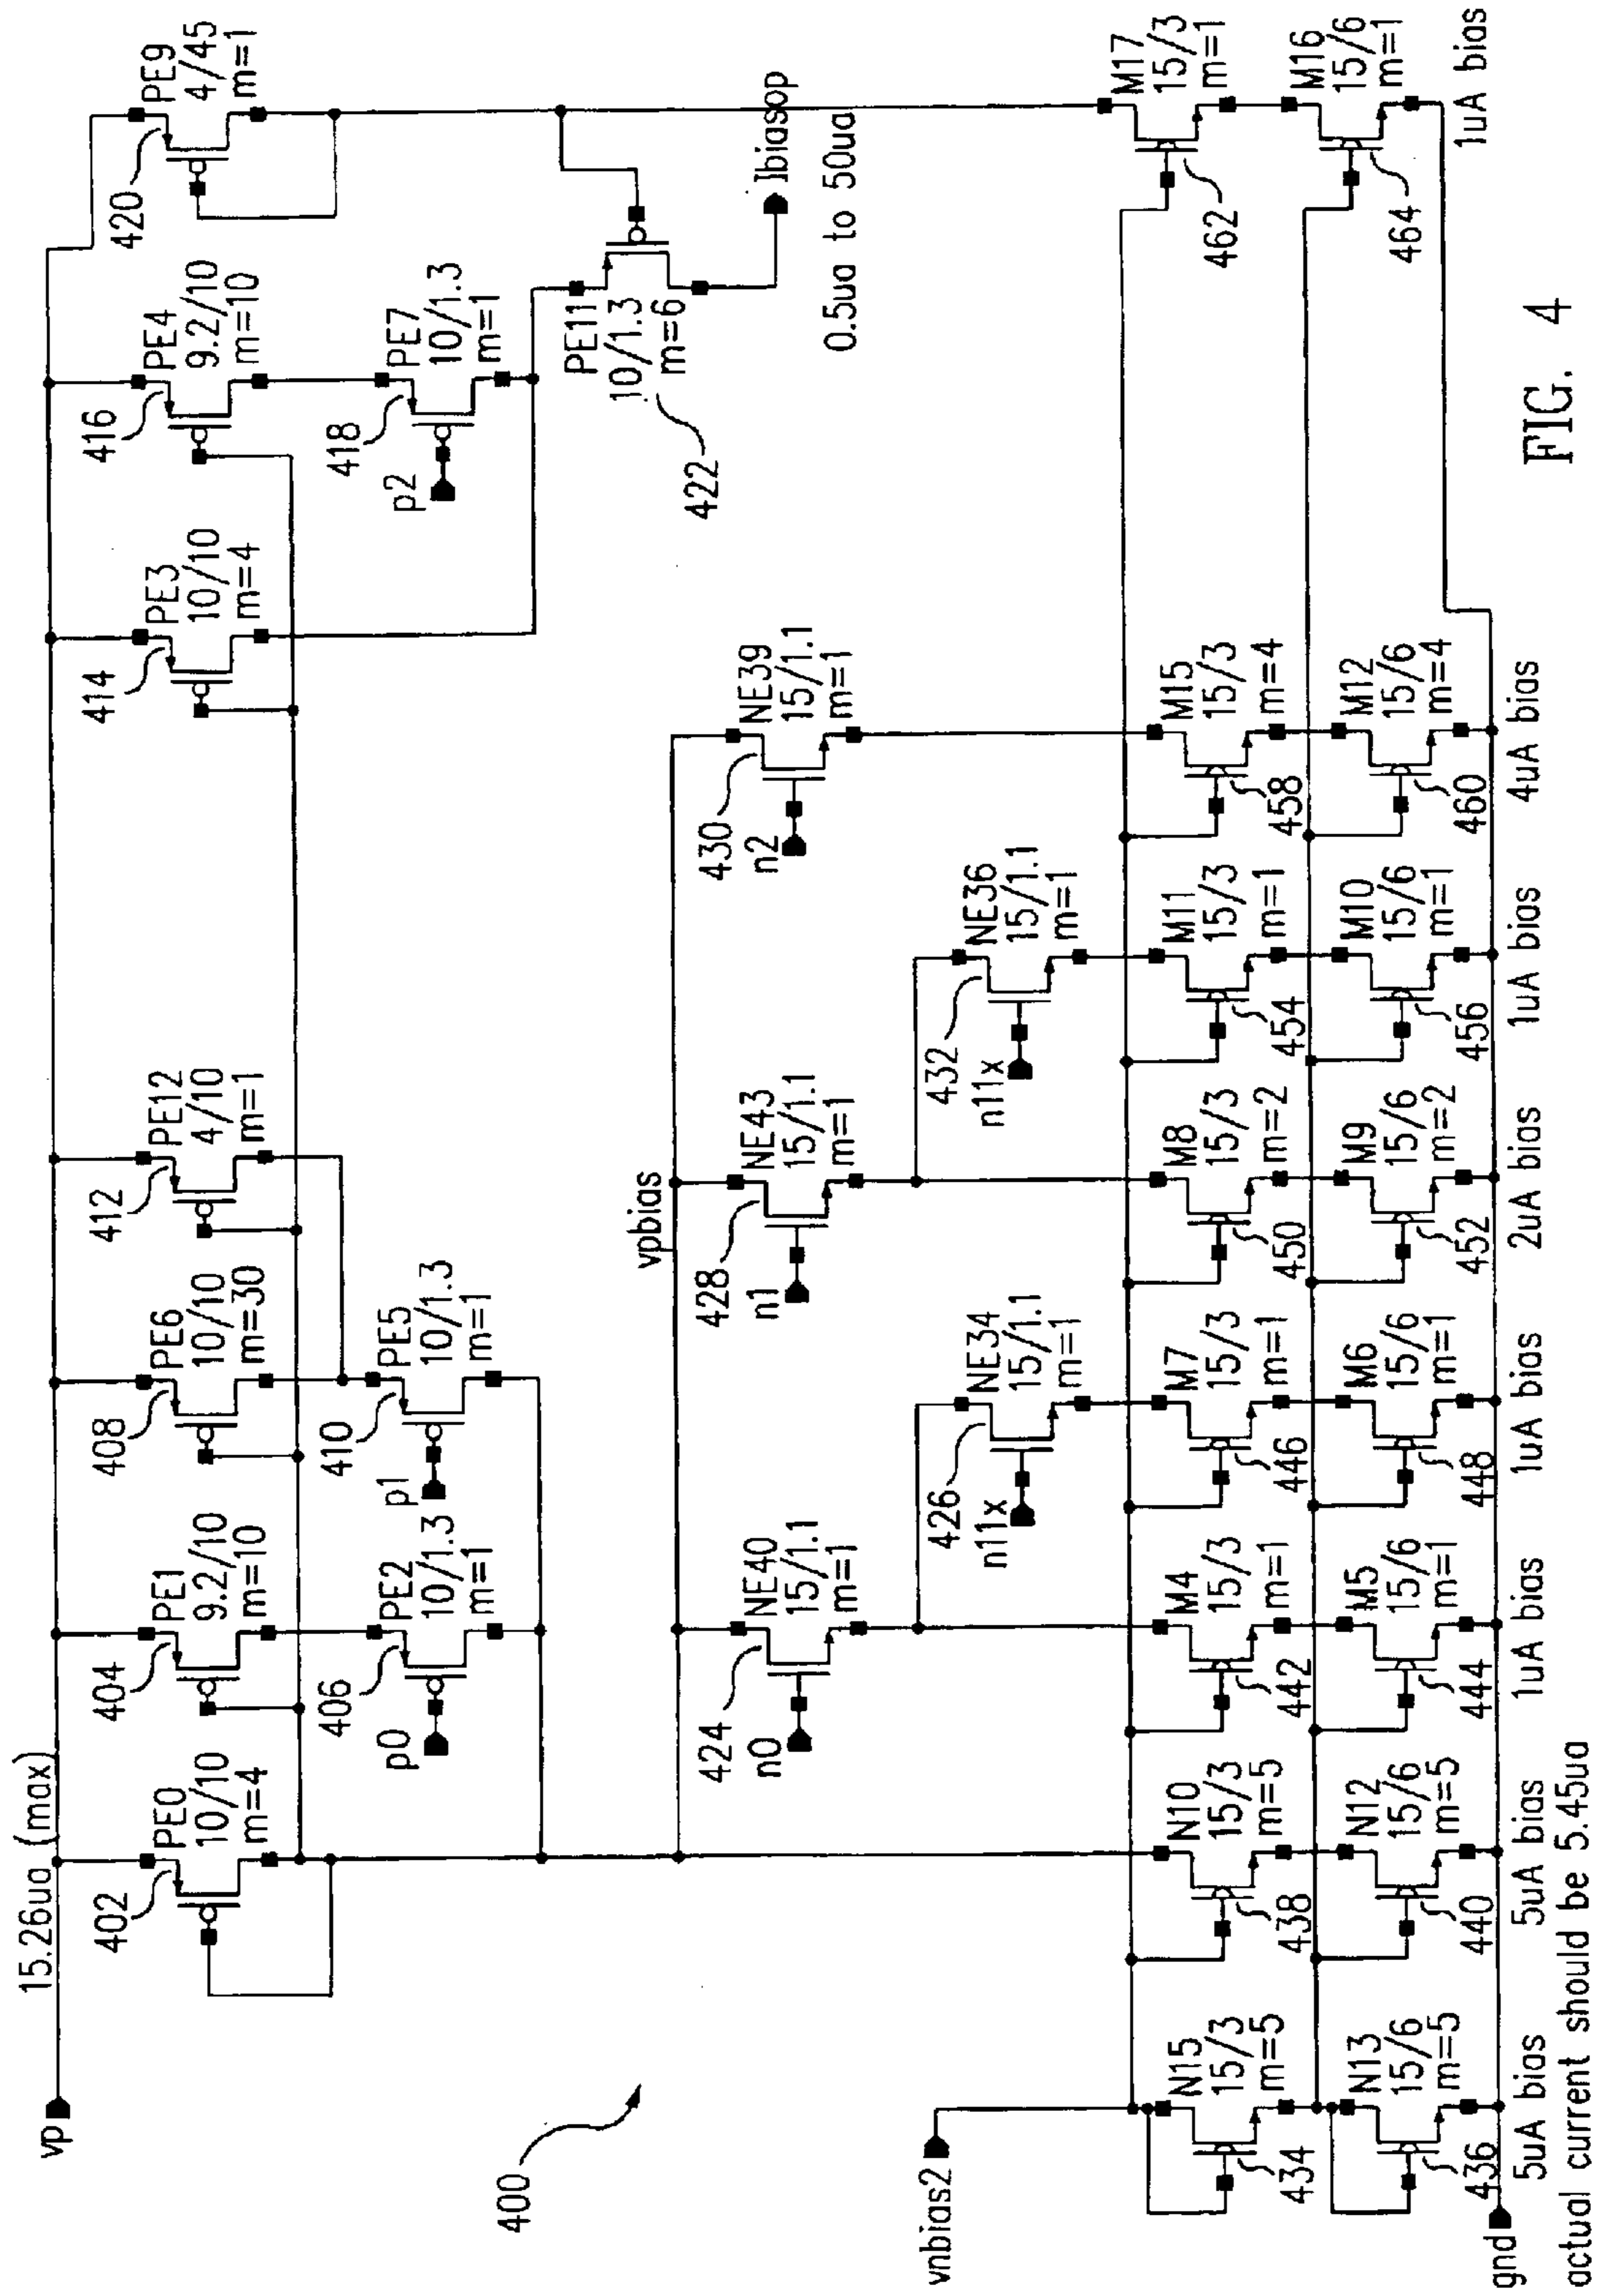 vp
15.26ua (max)
402
PE0
10/10
m=4
404
PE1
9.2/10
m=10
408
PE6
10/10
m=30
412
PE12
4/10
m=1
414
PE3
10/10
m=4
416
PE4
9.2/10
m=10
420
PE9
4/45
m=1
p0
406
PE2
10/1.3
m=1
p1
410
PE5
10/1.3
m=1
p2
418
PE7
10/1.3
m=1
PE11
10/1.3
m=6
422
Ibiasop
0.5ua to 50ua
400
vpbias
n0
424
NE40
15/1.1
m=1
n11x
426
NE34
15/1.1
m=1
n1
428
NE43
15/1.1
m=1
n11x
432
NE36
15/1.1
m=1
n2
430
NE39
15/1.1
m=1
vnbias2
434
N15
15/3
m=5
438
N10
15/3
m=5
442
M4
15/3
m=1
446
M7
15/3
m=1
450
M8
15/3
m=2
454
M11
15/3
m=1
458
M15
15/3
m=4
462
M17
15/3
m=1
436
N13
15/6
m=5
440
N12
15/6
m=5
444
M5
15/6
m=1
448
M6
15/6
m=1
452
M9
15/6
m=2
456
M10
15/6
m=1
460
M12
15/6
m=4
464
M16
15/6
m=1
gnd
5uA bias
5uA bias
1uA bias
1uA bias
2uA bias
1uA bias
4uA bias
1uA bias
actual current should be 5.45ua
FIG. 4